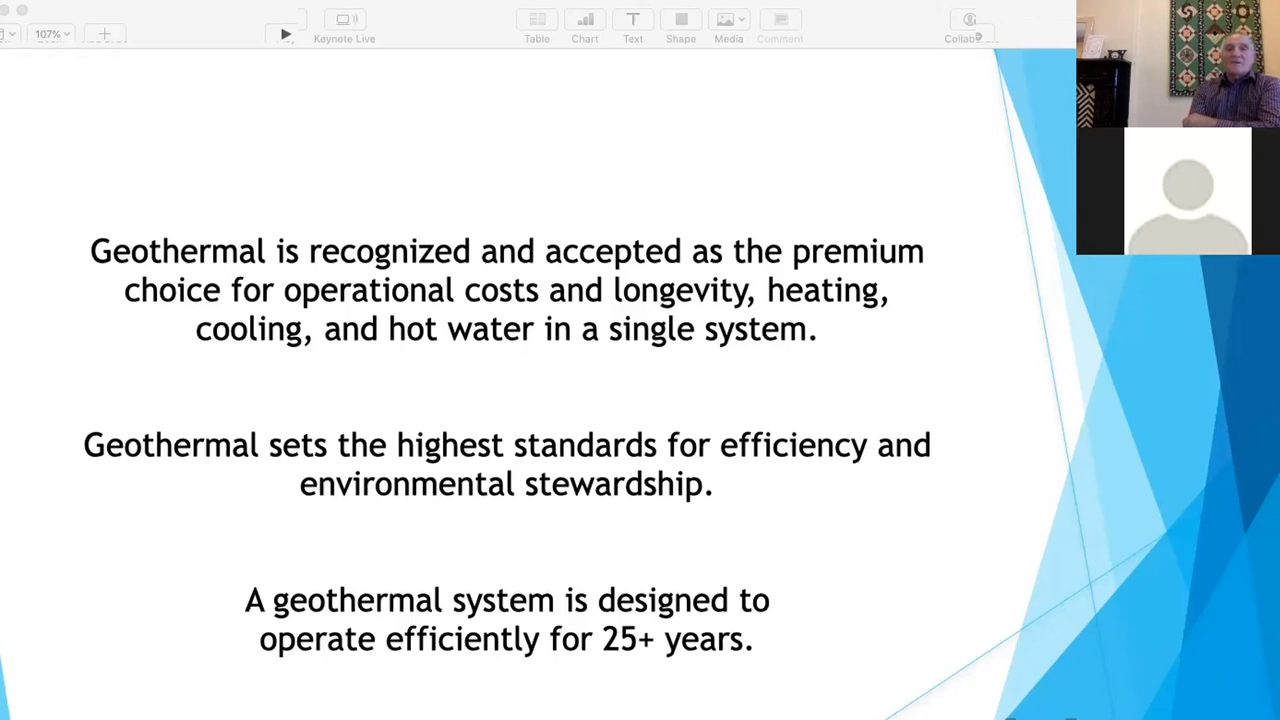 107%
Keynote Live
Table
Chart
Text
Shape
Media
Comment
Geothermal is recognized and accepted as the premium
choice for operational costs and longevity, heating,
cooling, and hot water in a single system.
Geothermal sets the highest standards for efficiency and
environmental stewardship.
A geothermal system is designed to
operate efficiently for 25+ years.